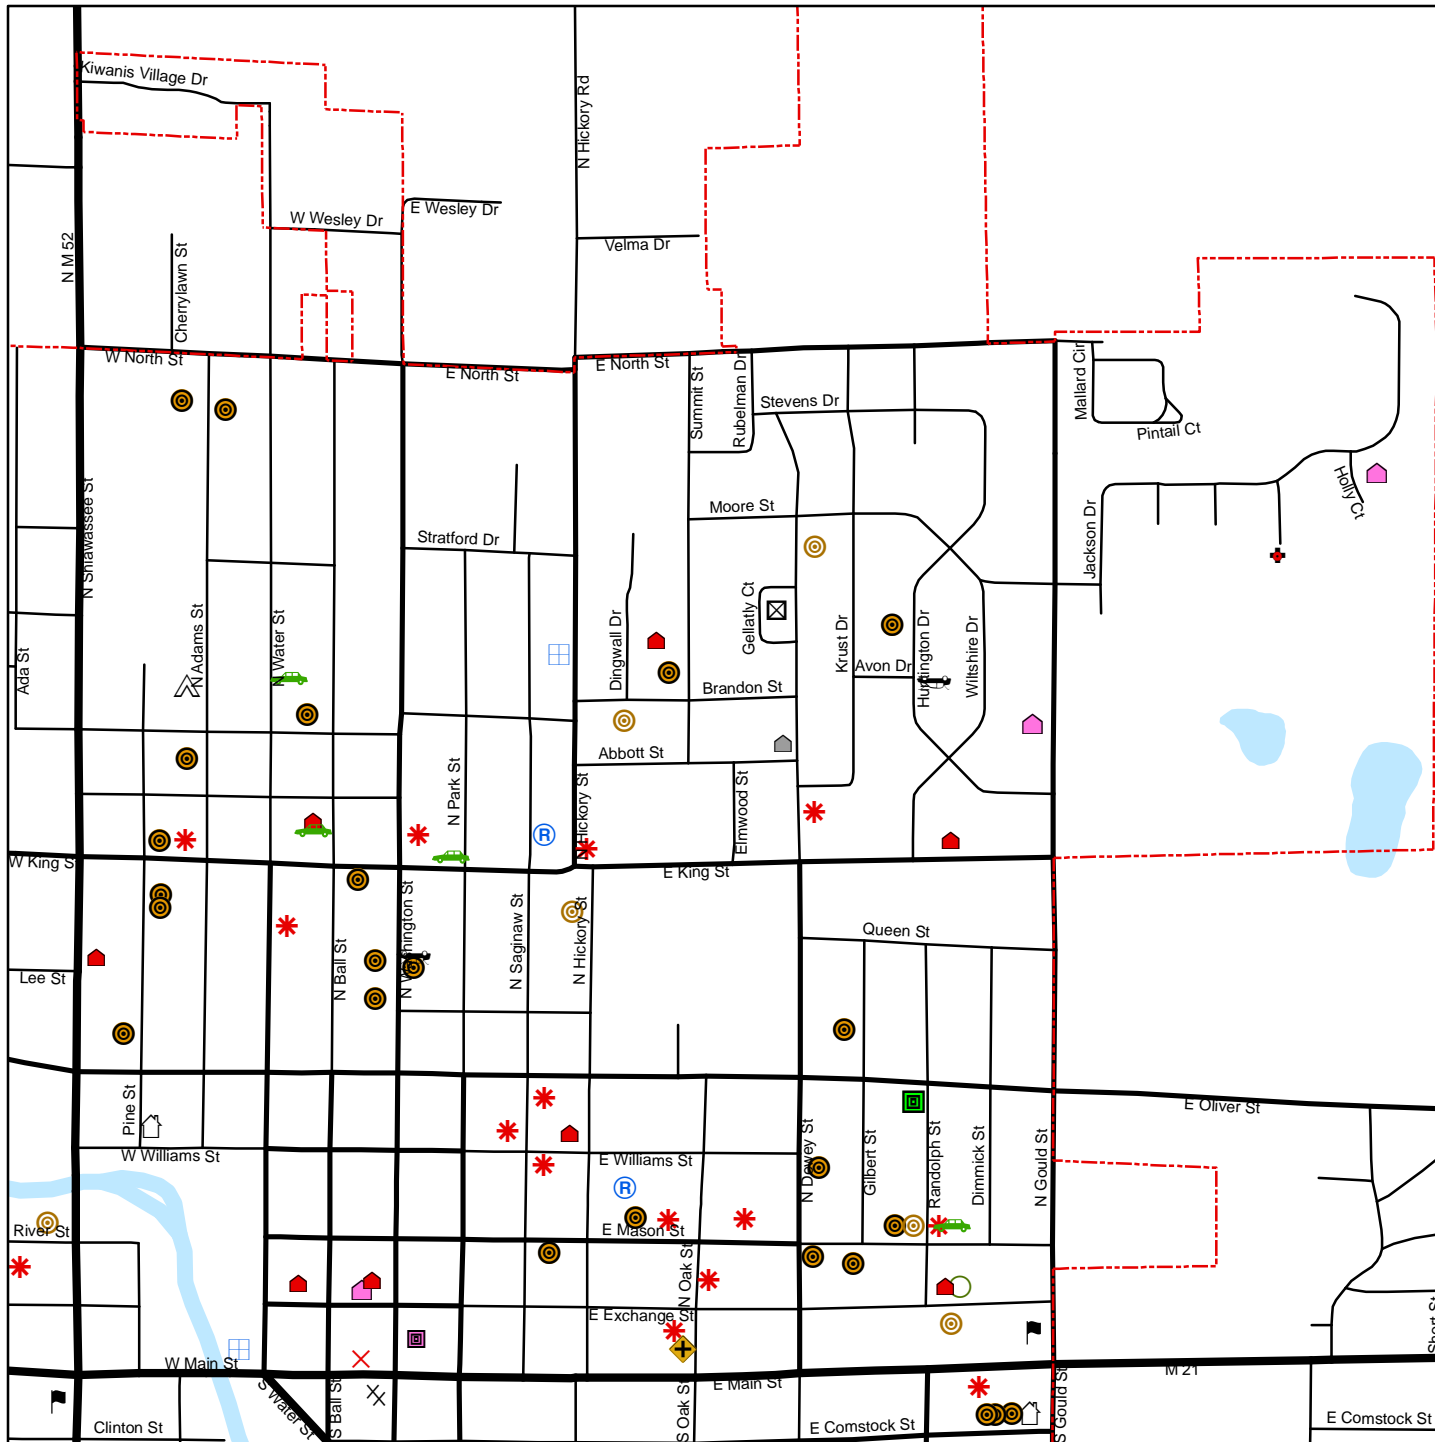 Kiwanis Village Dr
N Hickory Rd
W Wesley Dr
E Wesley Dr
Velma Dr
N M 52
Cherrylawn St
W North St
E North St
E North St
Summit St
Rubelman Dr
Stevens Dr
Mallard Cir
Pintail Ct
Holly Ct
N Shiawassee St
Stratford Dr
Moore St
Jackson Dr
Ada St
N Adams St
N Water St
Dingwall Dr
Gellatly Ct
Krust Dr
Avon Dr
Huntington Dr
Wiltshire Dr
Brandon St
Abbott St
N Park St
N Hickory St
Elmwood St
R
W King S
E King St
Lee St
N Ball St
N Washington St
N Saginaw St
N Hickory St
Queen St
Pine St
W Williams St
E Williams St
R
N Dewey St
Gilbert St
Randolph St
Dimmick St
N Gould St
E Oliver St
River St
E Mason St
N Oak St
E Exchange St
Short St
W Main St
E Main St
M 21
S Water St
S Ball St
S Oak St
S Gould St
Clinton St
E Comstock St
E Comstock St